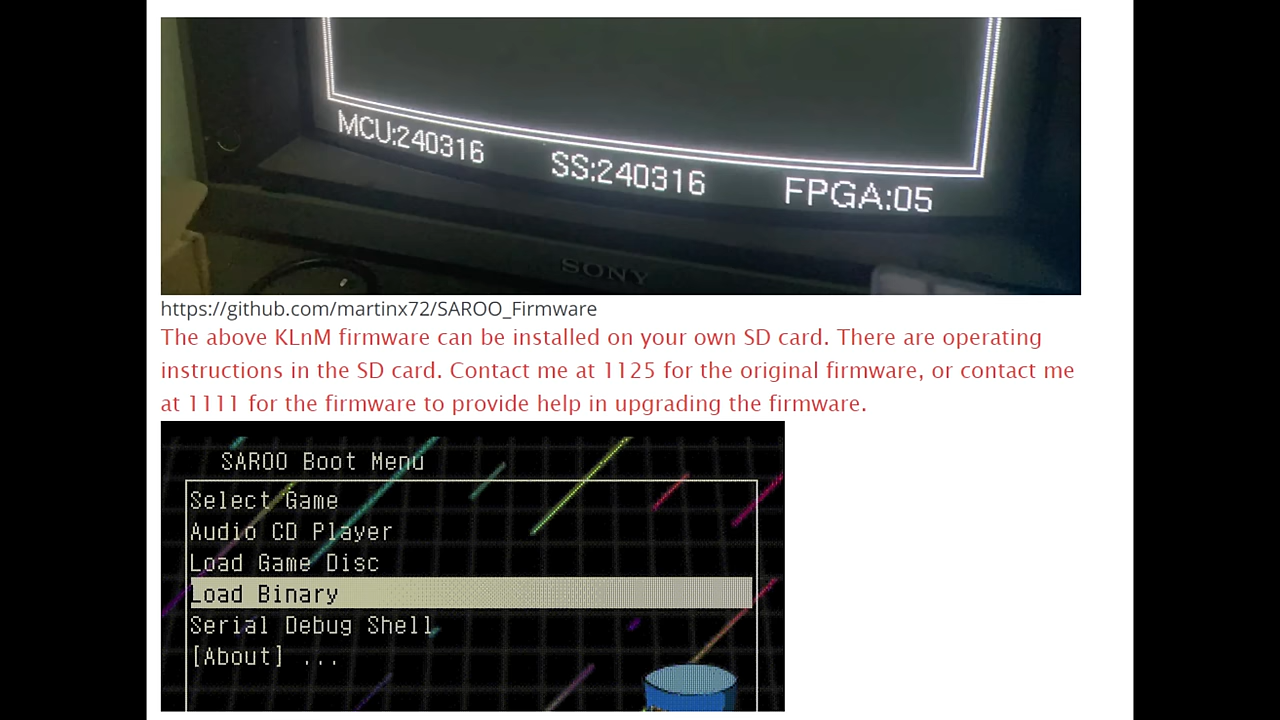 MCU:240316 SS:240316 FPGA:05
SONY
https://github.com/martinx72/SAROO_Firmware
The above KLnM firmware can be installed on your own SD card. There are operating
instructions in the SD card. Contact me at 1125 for the original firmware, or contact me
at 1111 for the firmware to provide help in upgrading the firmware.
SAROO Boot Menu
Select Game
Audio CD Player
Load Game Disc
Load Binary
Serial Debug Shell
[About] ...